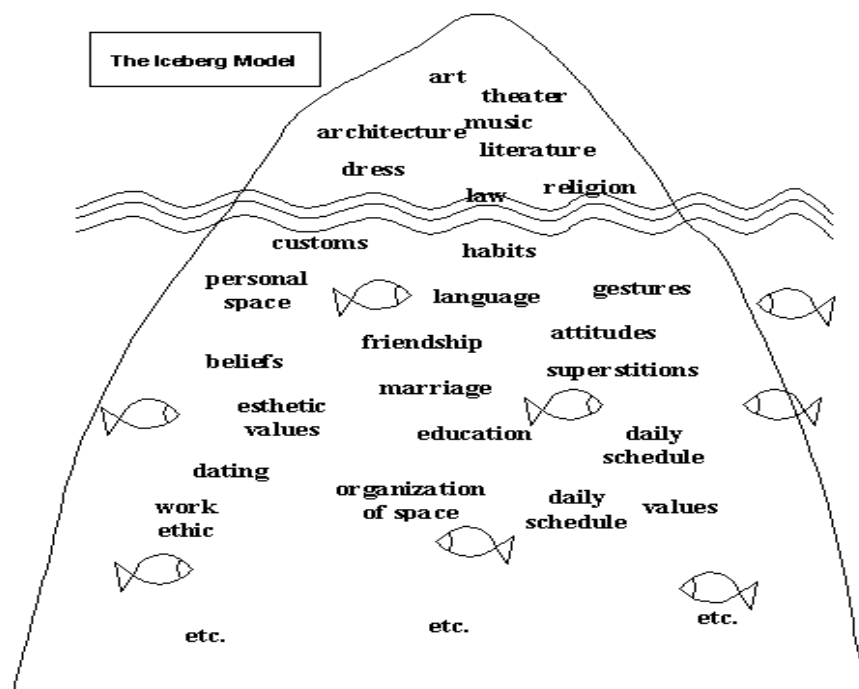 The Iceberg Model
art
theater
music
architecture
literature
dress
religion
law
customs
habits
personal
space
language
gestures
friendship
attitudes
beliefs
superstitions
marriage
esthetic
values
education
daily
schedule
dating
organization
of space
daily
schedule
values
work
ethic
etc.
etc.
etc.